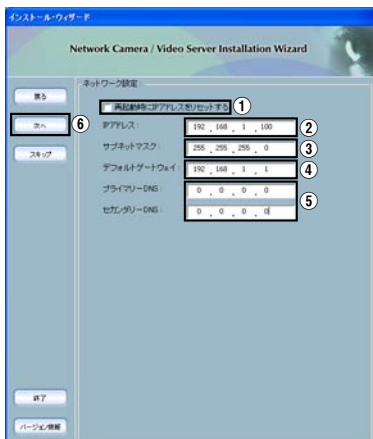 インストール・ウィザード
Network Camera / Video Server Installation Wizard
戻る
次へ
スキップ
終了
バージョン情報
ネットワーク設定:
再起動時にIPアドレスをリセットする ①
IPアドレス: 192 . 168 . 1 . 100 ②
サブネットマスク: 255 . 255 . 255 . 0 ③
デフォルトゲートウェイ: 192 . 168 . 1 . 1 ④
プライマリーDNS: 0 . 0 . 0 . 0 ⑤
セカンダリーDNS: 0 . 0 . 0 . 0
⑥